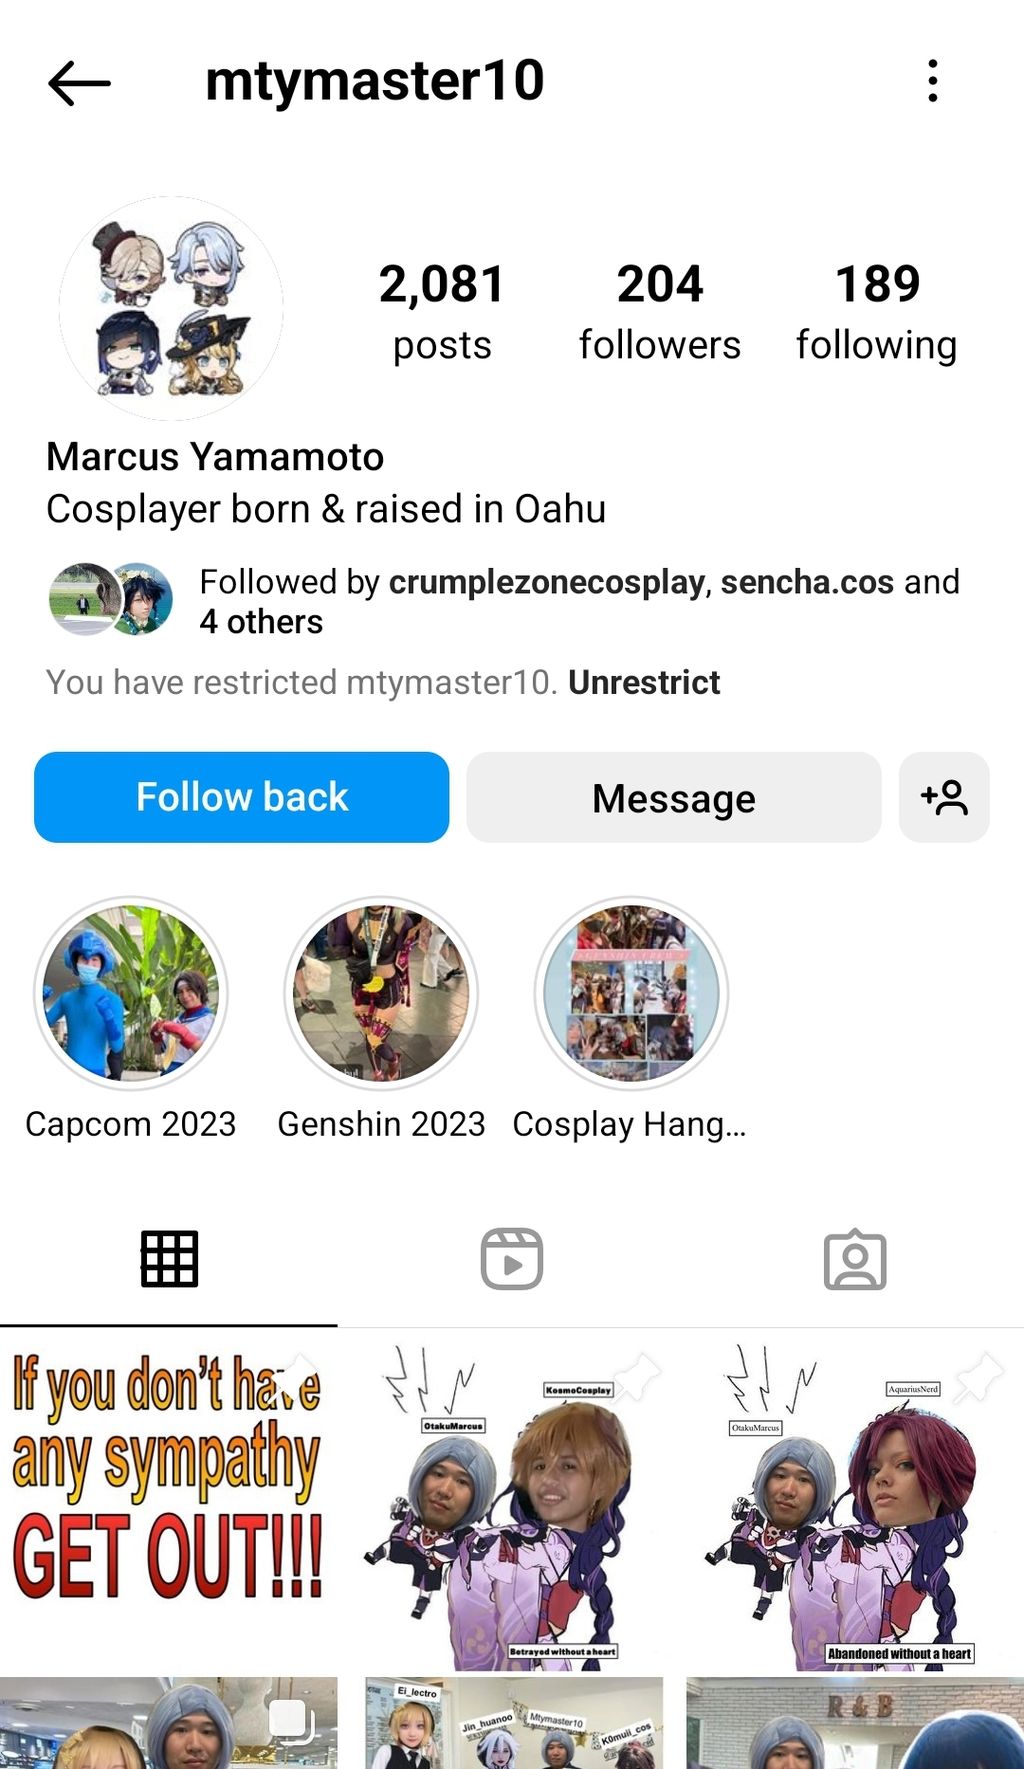 mtymaster10
2,081
204
189
posts
followers
following
Marcus Yamamoto
Cosplayer born & raised in Oahu
Followed by crumplezonecosplay, sencha.cos and
4 others
You have restricted mtymaster10. Unrestrict
Follow back
Message
GENSHIN CREW
Capcom 2023
Genshin 2023
Cosplay Hang...
If you don't have
any sympathy
GET OUT!!!
KosmoCosplay
OtakuMarcus
Betrayed without a heart
AquariusNerd
OtakuMarcus
Abandoned without a heart
Ei_lectro
Jin_huanoo
Mtymaster10
K0muii_cos
R&B